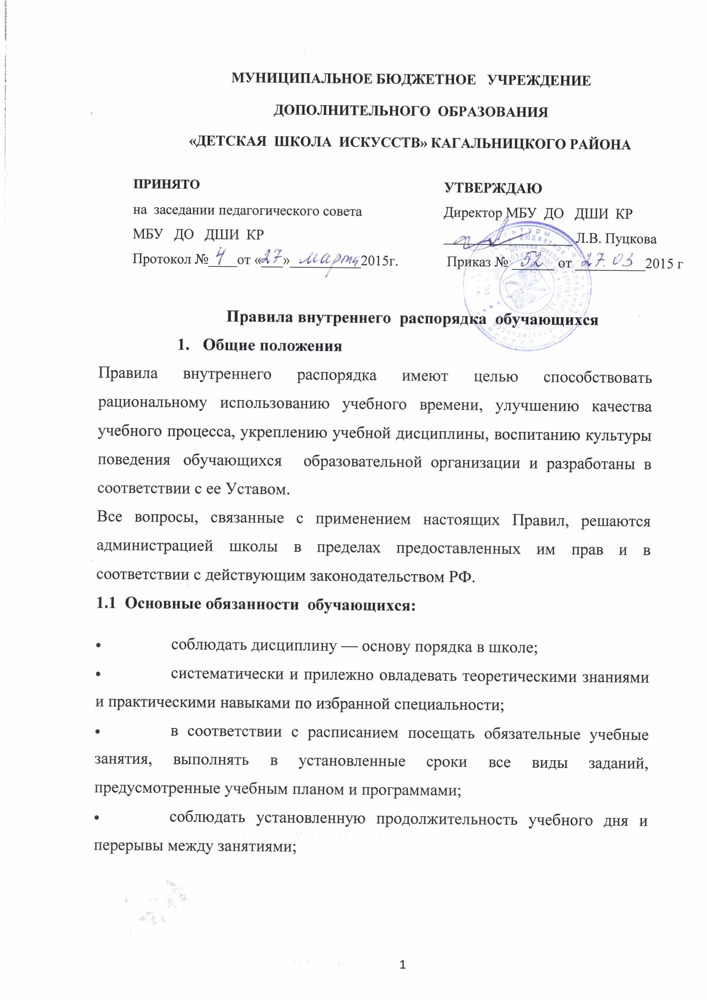 МУНИЦИПАЛЬНОЕ БЮДЖЕТНОЕ УЧРЕЖДЕНИЕ
ДОПОЛНИТЕЛЬНОГО ОБРАЗОВАНИЯ
«ДЕТСКАЯ ШКОЛА ИСКУССТВ» КАГАЛЬНИЦКОГО РАЙОНА
ПРИНЯТО
на заседании педагогического совета
МБУ ДО ДШИ КР
Протокол № 4 от «27» марта 2015г.
УТВЕРЖДАЮ
Директор МБУ ДО ДШИ КР
Л.В. Пуцкова
Приказ № 52 от 27.03 2015 г
Правила внутреннего распорядка обучающихся
1. Общие положения
Правила внутреннего распорядка имеют целью способствовать
рациональному использованию учебного времени, улучшению качества
учебного процесса, укреплению учебной дисциплины, воспитанию культуры
поведения обучающихся образовательной организации и разработаны в
соответствии с ее Уставом.
Все вопросы, связанные с применением настоящих Правил, решаются
администрацией школы в пределах предоставленных им прав и в
соответствии с действующим законодательством РФ.
1.1 Основные обязанности обучающихся:
• соблюдать дисциплину — основу порядка в школе;
• систематически и прилежно овладевать теоретическими знаниями
и практическими навыками по избранной специальности;
• в соответствии с расписанием посещать обязательные учебные
занятия, выполнять в установленные сроки все виды заданий,
предусмотренные учебным планом и программами;
• соблюдать установленную продолжительность учебного дня и
перерывы между занятиями;
1